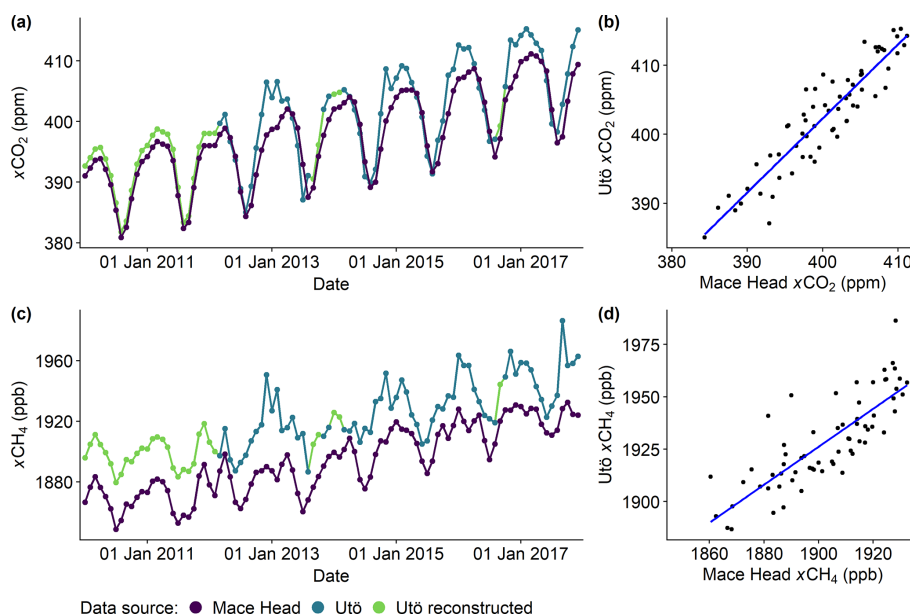 (a)
xCO₂ (ppm)
410
400
390
380
01 Jan 2011
01 Jan 2013
01 Jan 2015
01 Jan 2017
Date
(b)
Utö xCO₂ (ppm)
410
400
390
380
390
400
410
Mace Head xCO₂ (ppm)
(c)
xCH₄ (ppb)
1960
1920
1880
01 Jan 2011
01 Jan 2013
01 Jan 2015
01 Jan 2017
Date
(d)
Utö xCH₄ (ppb)
1975
1950
1925
1900
1860
1880
1900
1920
Mace Head xCH₄ (ppb)
Data source: Mace Head Utö Utö reconstructed